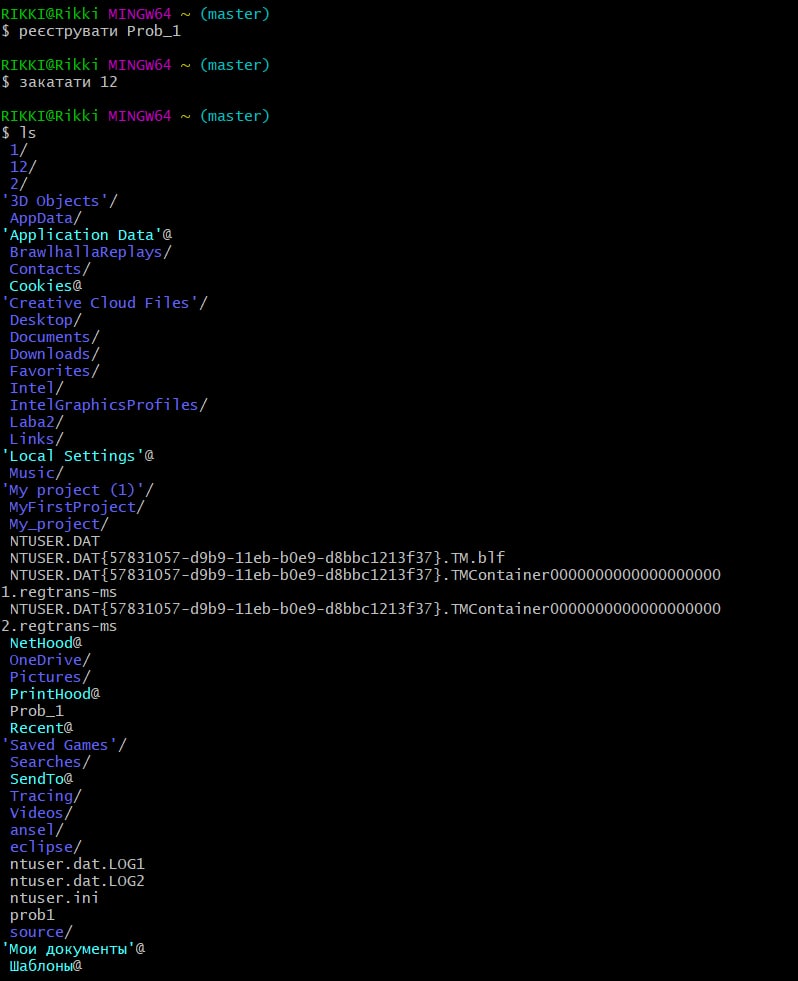 RIKKI@Rikki MINGW64 ~ (master)
$ реєструвати Prob_1
RIKKI@Rikki MINGW64 ~ (master)
$ закатати 12
RIKKI@Rikki MINGW64 ~ (master)
$ ls
1/
12/
2/
'3D Objects'/
AppData/
'Application Data'@
BrawlhallaReplays/
Contacts/
Cookies@
'Creative Cloud Files'/
Desktop/
Documents/
Downloads/
Favorites/
Intel/
IntelGraphicsProfiles/
Laba2/
Links/
'Local Settings'@
Music/
'My project (1)'/
MyFirstProject/
My_project/
NTUSER.DAT
NTUSER.DAT{57831057-d9b9-11eb-b0e9-d8bbc1213f37}.TM.blf
NTUSER.DAT{57831057-d9b9-11eb-b0e9-d8bbc1213f37}.TMContainer0000000000000000000
1.regtrans-ms
NTUSER.DAT{57831057-d9b9-11eb-b0e9-d8bbc1213f37}.TMContainer0000000000000000000
2.regtrans-ms
NetHood@
OneDrive/
Pictures/
PrintHood@
Prob_1
Recent@
'Saved Games'/
Searches/
SendTo@
Tracing/
Videos/
ansel/
eclipse/
ntuser.dat.LOG1
ntuser.dat.LOG2
ntuser.ini
prob1
source/
'Мои документы'@
Шаблоны@